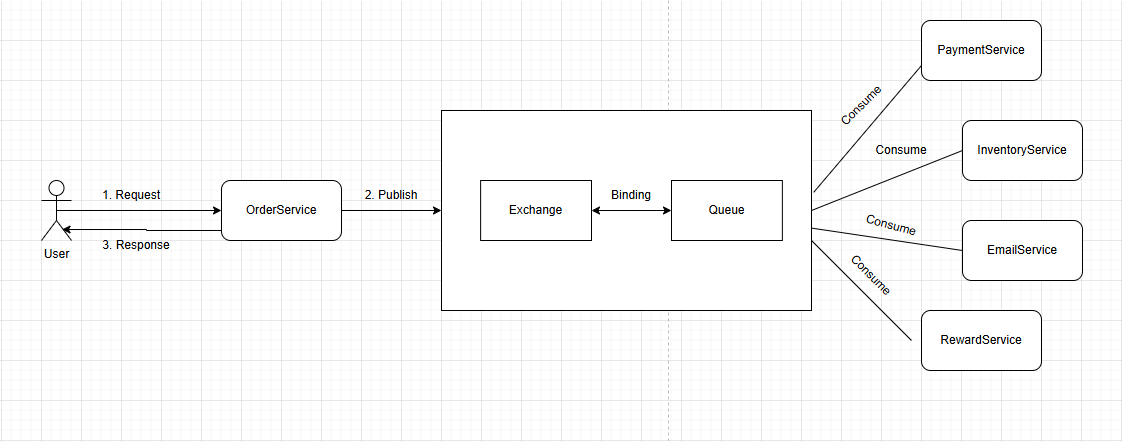 PaymentService
Consume
Consume
InventoryService
1. Request
2. Publish
Binding
OrderService
Exchange
Queue
Consume
3. Response
User
EmailService
Consume
RewardService